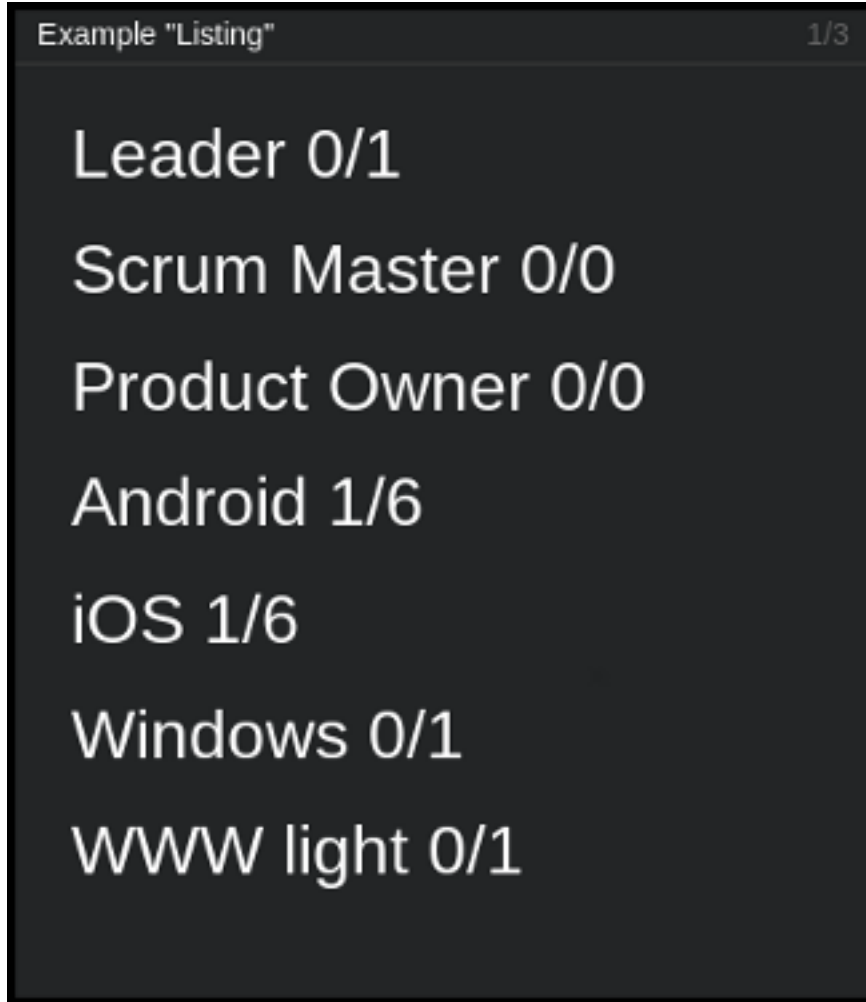 Example "Listing"
1/3
Leader 0/1
Scrum Master 0/0
Product Owner 0/0
Android 1/6
iOS 1/6
Windows 0/1
WWW light 0/1